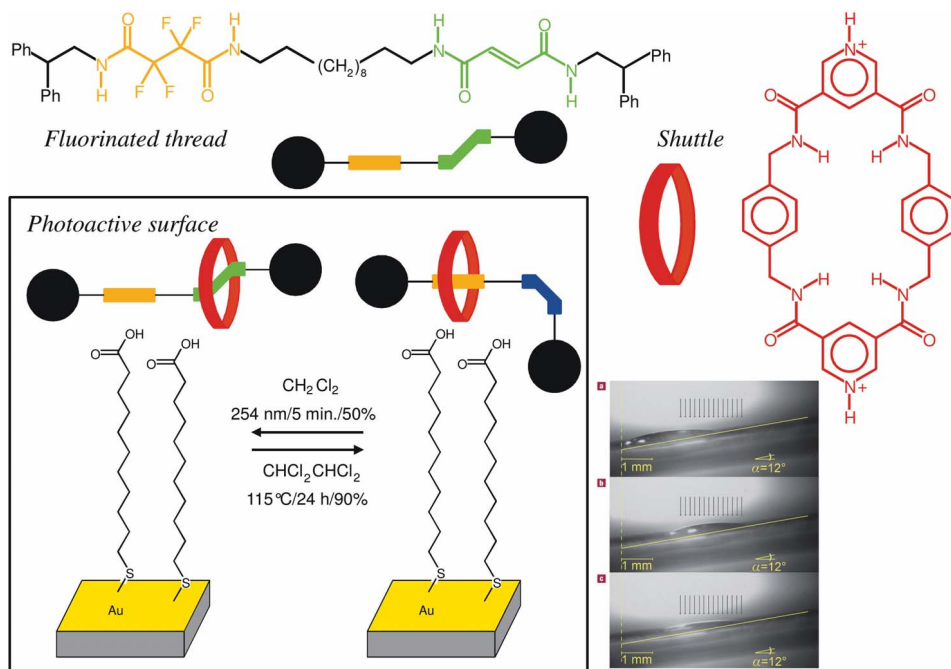 H
O
F
F
H
N
H
N
O
Ph
N
H
F
F
O
(CH₂)₈
O
N
H
Ph
Ph
Ph
Fluorinated thread
Shuttle
H
N⁺
O
O
N
H
H
N
N
H
H
N
O
O
N⁺
H
Photoactive surface
OH
O
OH
O
OH
O
OH
O
CH₂Cl₂
254 nm/5 min./50%
CHCl₂CHCl₂
115°C/24 h/90%
S
S
Au
S
S
Au
a
1 mm
α=12°
b
1 mm
α=12°
c
1 mm
α=12°